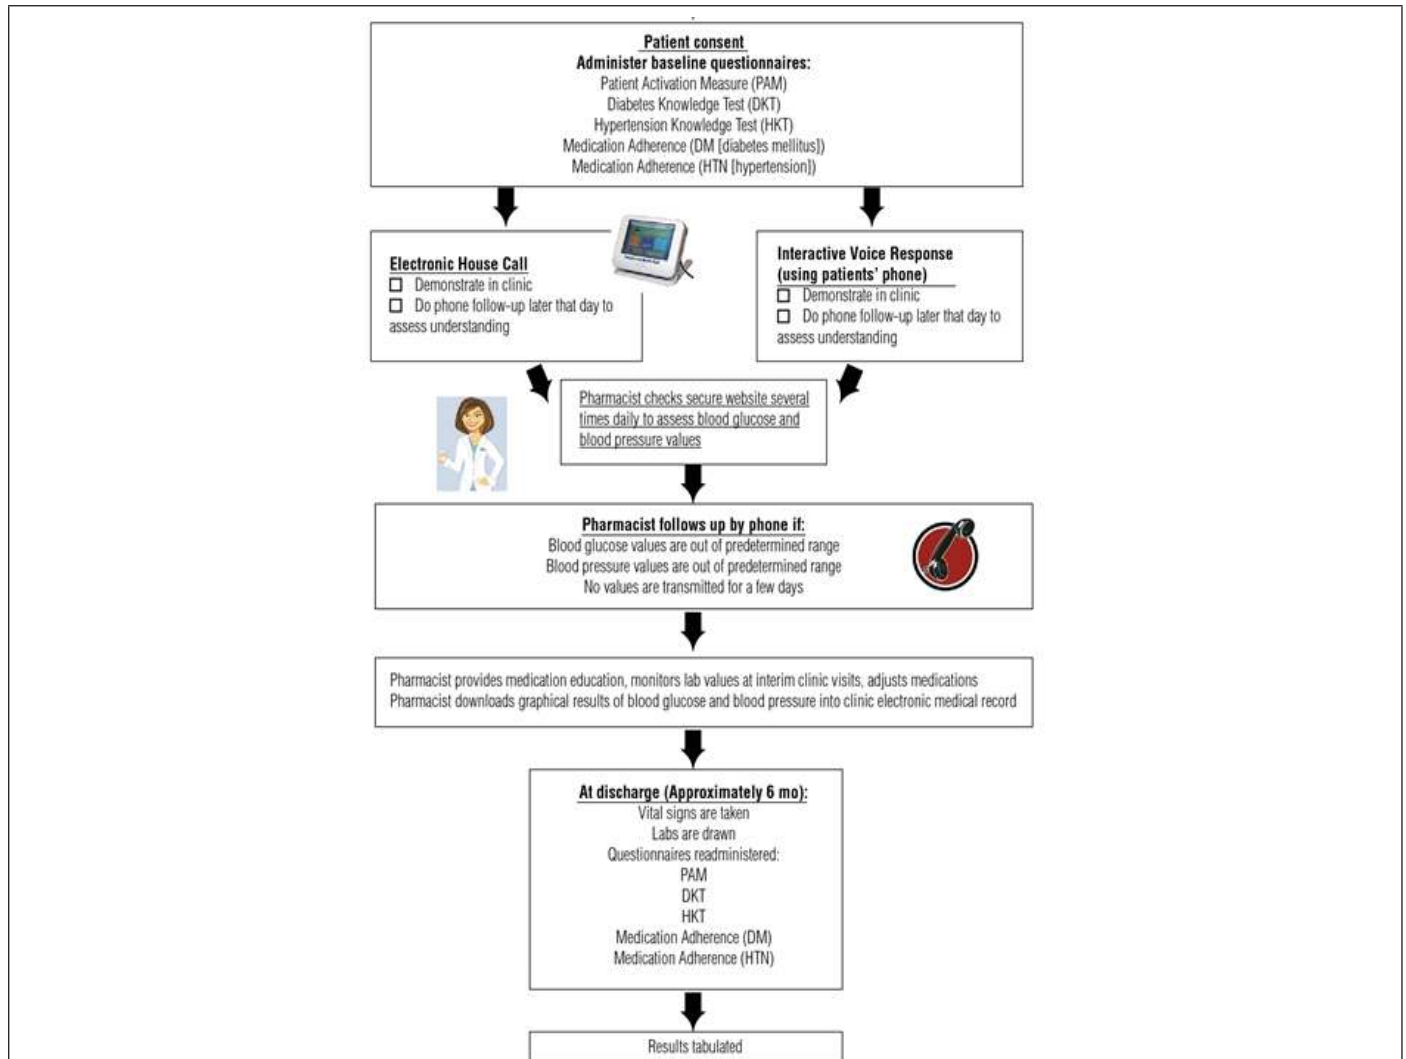 Patient consent
Administer baseline questionnaires:
Patient Activation Measure (PAM)
Diabetes Knowledge Test (DKT)
Hypertension Knowledge Test (HKT)
Medication Adherence (DM [diabetes mellitus])
Medication Adherence (HTN [hypertension])
Electronic House Call
Demonstrate in clinic
Do phone follow-up later that day to
assess understanding
Interactive Voice Response
(using patients' phone)
Demonstrate in clinic
Do phone follow-up later that day to
assess understanding
Pharmacist checks secure website several
times daily to assess blood glucose and
blood pressure values
Pharmacist follows up by phone if:
Blood glucose values are out of predetermined range
Blood pressure values are out of predetermined range
No values are transmitted for a few days
Pharmacist provides medication education, monitors lab values at interim clinic visits, adjusts medications
Pharmacist downloads graphical results of blood glucose and blood pressure into clinic electronic medical record
At discharge (Approximately 6 mo):
Vital signs are taken
Labs are drawn
Questionnaires readministered:
PAM
DKT
HKT
Medication Adherence (DM)
Medication Adherence (HTN)
Results tabulated